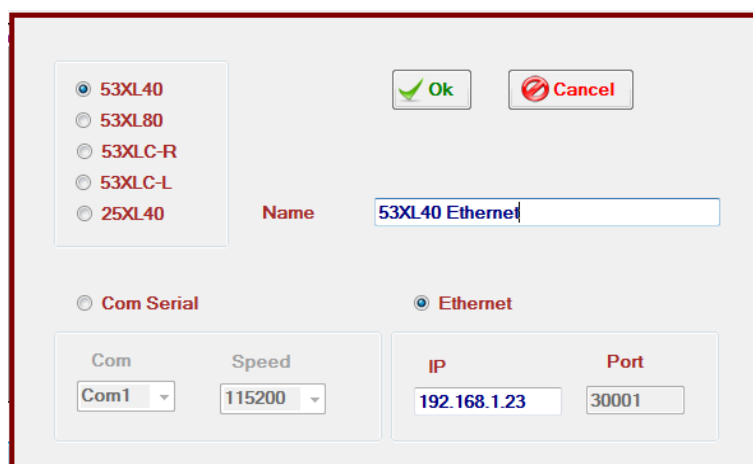 53XL40
53XL80
53XLC-R
53XLC-L
25XL40
Ok
Cancel
Name
53XL40 Ethernet
Com Serial
Ethernet
Com
Speed
Com1
115200
IP
Port
192.168.1.23
30001